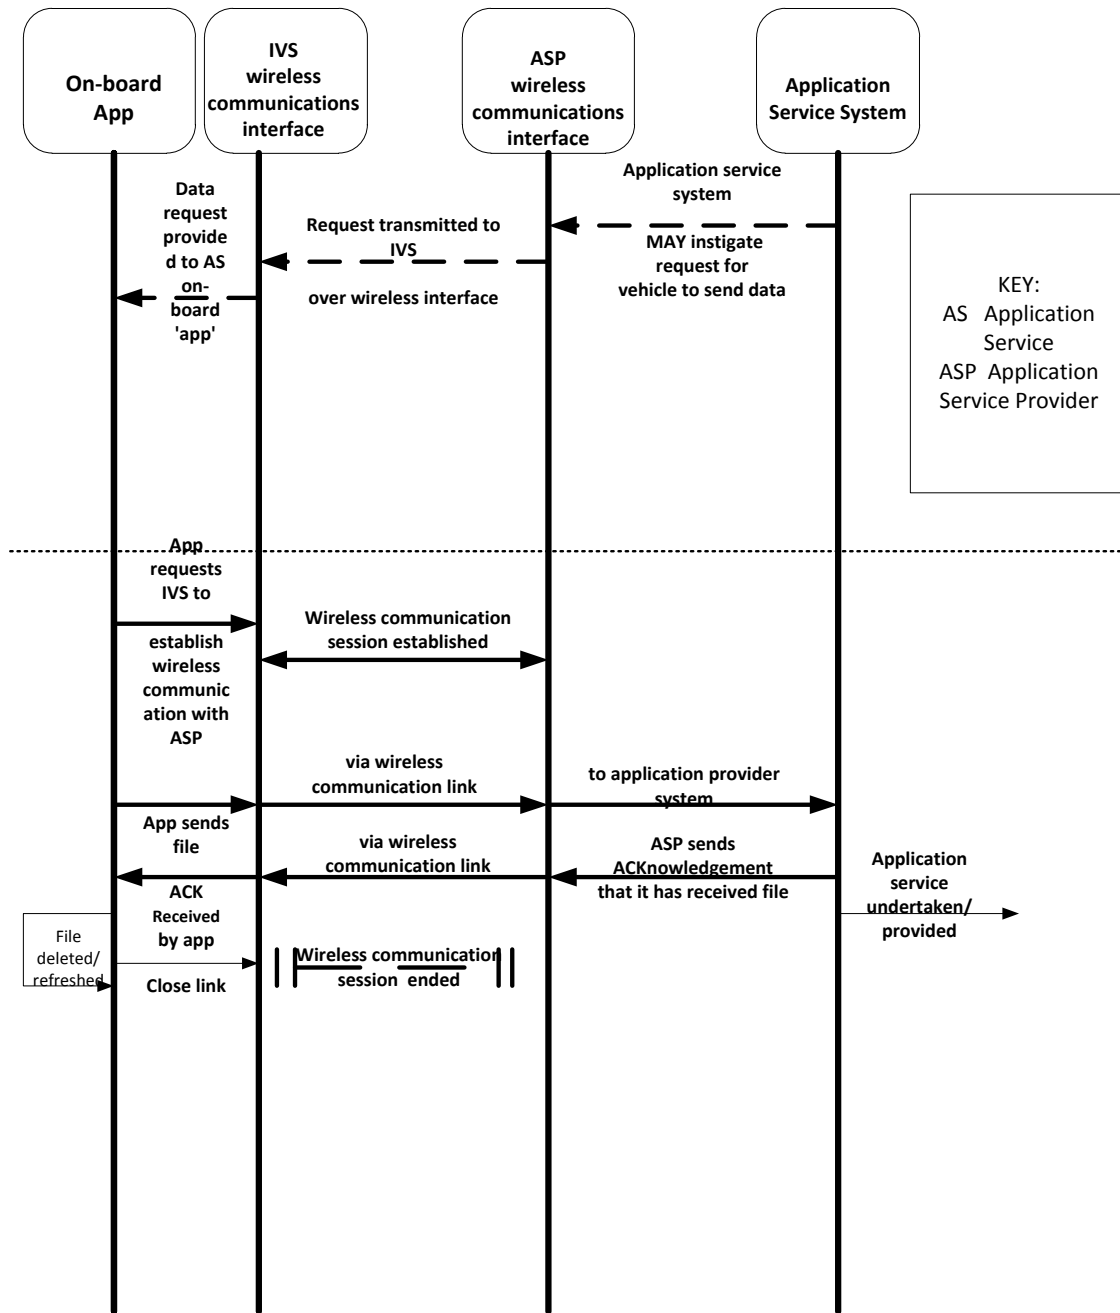 On-board
App
IVS
wireless
communications
interface
ASP
wireless
communications
interface
Application
Service System
Application service
system
MAY instigate
request for
vehicle to send data
Request transmitted to
IVS
over wireless interface
Data
request
provide
d to AS
on-
board
'app'
KEY:
AS Application
Service
ASP Application
Service Provider
App
requests
IVS to
establish
wireless
communic
ation with
ASP
Wireless communication
session established
App sends
file
via wireless
communication link
to application provider
system
ASP sends
ACKnowledgement
that it has received file
via wireless
communication link
ACK
Received
by app
Application
service
undertaken/
provided
File
deleted/
refreshed
Close link
Wireless communication
session ended